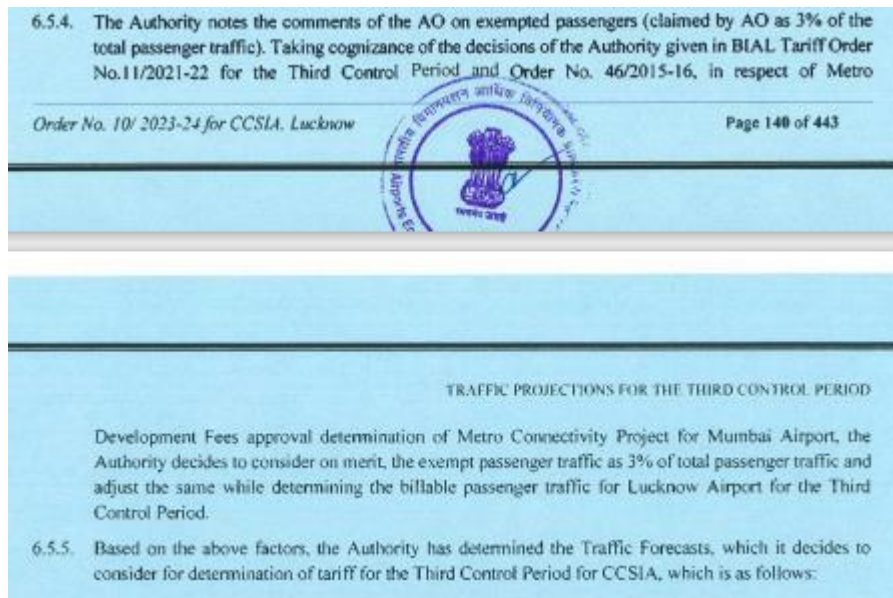 6.5.4. The Authority notes the comments of the AO on exempted passengers (claimed by AO as 3% of the
total passenger traffic). Taking cognizance of the decisions of the Authority given in BIAL Tariff Order
No.11/2021-22 for the Third Control Period and Order No. 46/2015-16, in respect of Metro
Order No. 10/ 2023-24 for CCSIA, Lucknow
Page 140 of 443
सत्यमेव जयते
TRAFFIC PROJECTIONS FOR THE THIRD CONTROL PERIOD
Development Fees approval determination of Metro Connectivity Project for Mumbai Airport, the
Authority decides to consider on merit, the exempt passenger traffic as 3% of total passenger traffic and
adjust the same while determining the billable passenger traffic for Lucknow Airport for the Third
Control Period.
6.5.5. Based on the above factors, the Authority has determined the Traffic Forecasts, which it decides to
consider for determination of tariff for the Third Control Period for CCSIA, which is as follows: